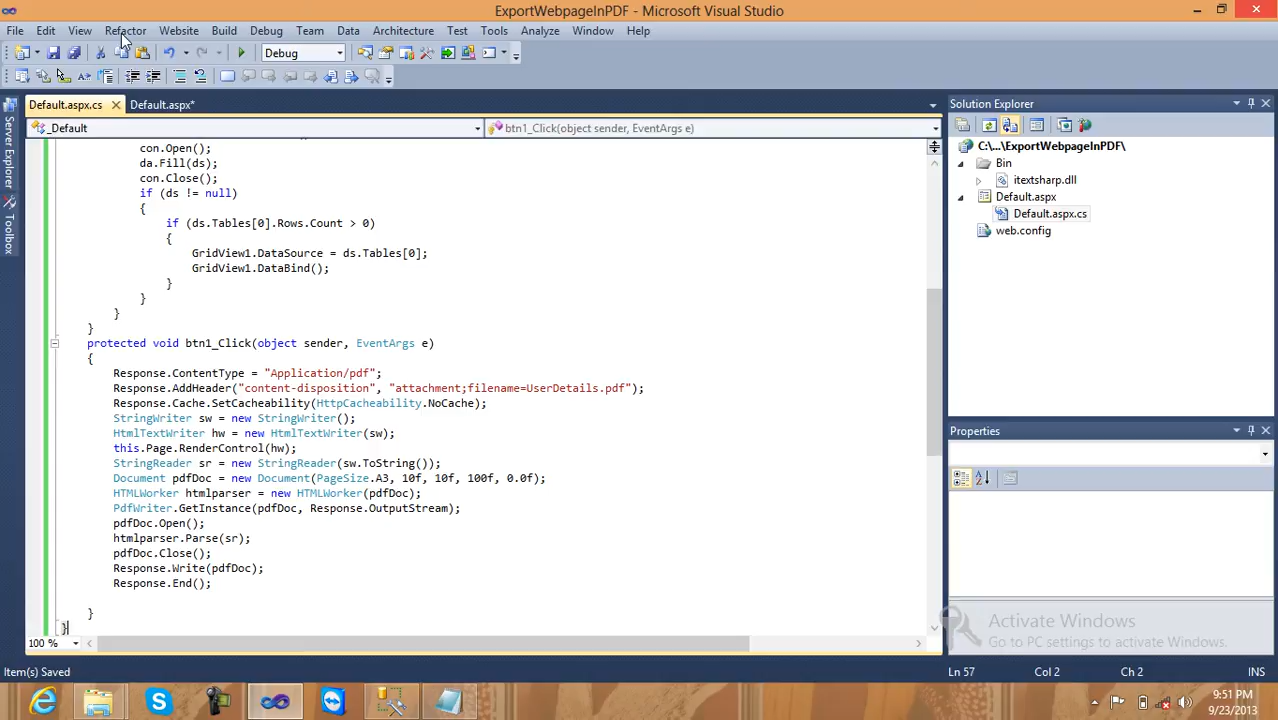 ExportWebpageInPDF - Microsoft Visual Studio
File Edit View Refactor Website Build Debug Team Data Architecture Test Tools Analyze Window Help
Debug
Default.aspx.cs Default.aspx*
_Default btn1_Click(object sender, EventArgs e)
con.Open();
da.Fill(ds);
con.Close();
if (ds != null)
{
if (ds.Tables[0].Rows.Count > 0)
{
GridView1.DataSource = ds.Tables[0];
GridView1.DataBind();
}
}
}
}
protected void btn1_Click(object sender, EventArgs e)
{
Response.ContentType = "Application/pdf";
Response.AddHeader("content-disposition", "attachment;filename=UserDetails.pdf");
Response.Cache.SetCacheability(HttpCacheability.NoCache);
StringWriter sw = new StringWriter();
HtmlTextWriter hw = new HtmlTextWriter(sw);
this.Page.RenderControl(hw);
StringReader sr = new StringReader(sw.ToString());
Document pdfDoc = new Document(PageSize.A3, 10f, 10f, 100f, 0.0f);
HTMLWorker htmlparser = new HTMLWorker(pdfDoc);
PdfWriter.GetInstance(pdfDoc, Response.OutputStream);
pdfDoc.Open();
htmlparser.Parse(sr);
pdfDoc.Close();
Response.Write(pdfDoc);
Response.End();
}
}
100 %
Server Explorer
Toolbox
Solution Explorer
C:\...\ExportWebpageInPDF\
Bin
itextsharp.dll
Default.aspx
Default.aspx.cs
web.config
Properties
Activate Windows
Go to PC settings to activate Windows.
Item(s) Saved Ln 57 Col 2 Ch 2 INS
9:51 PM
9/23/2013